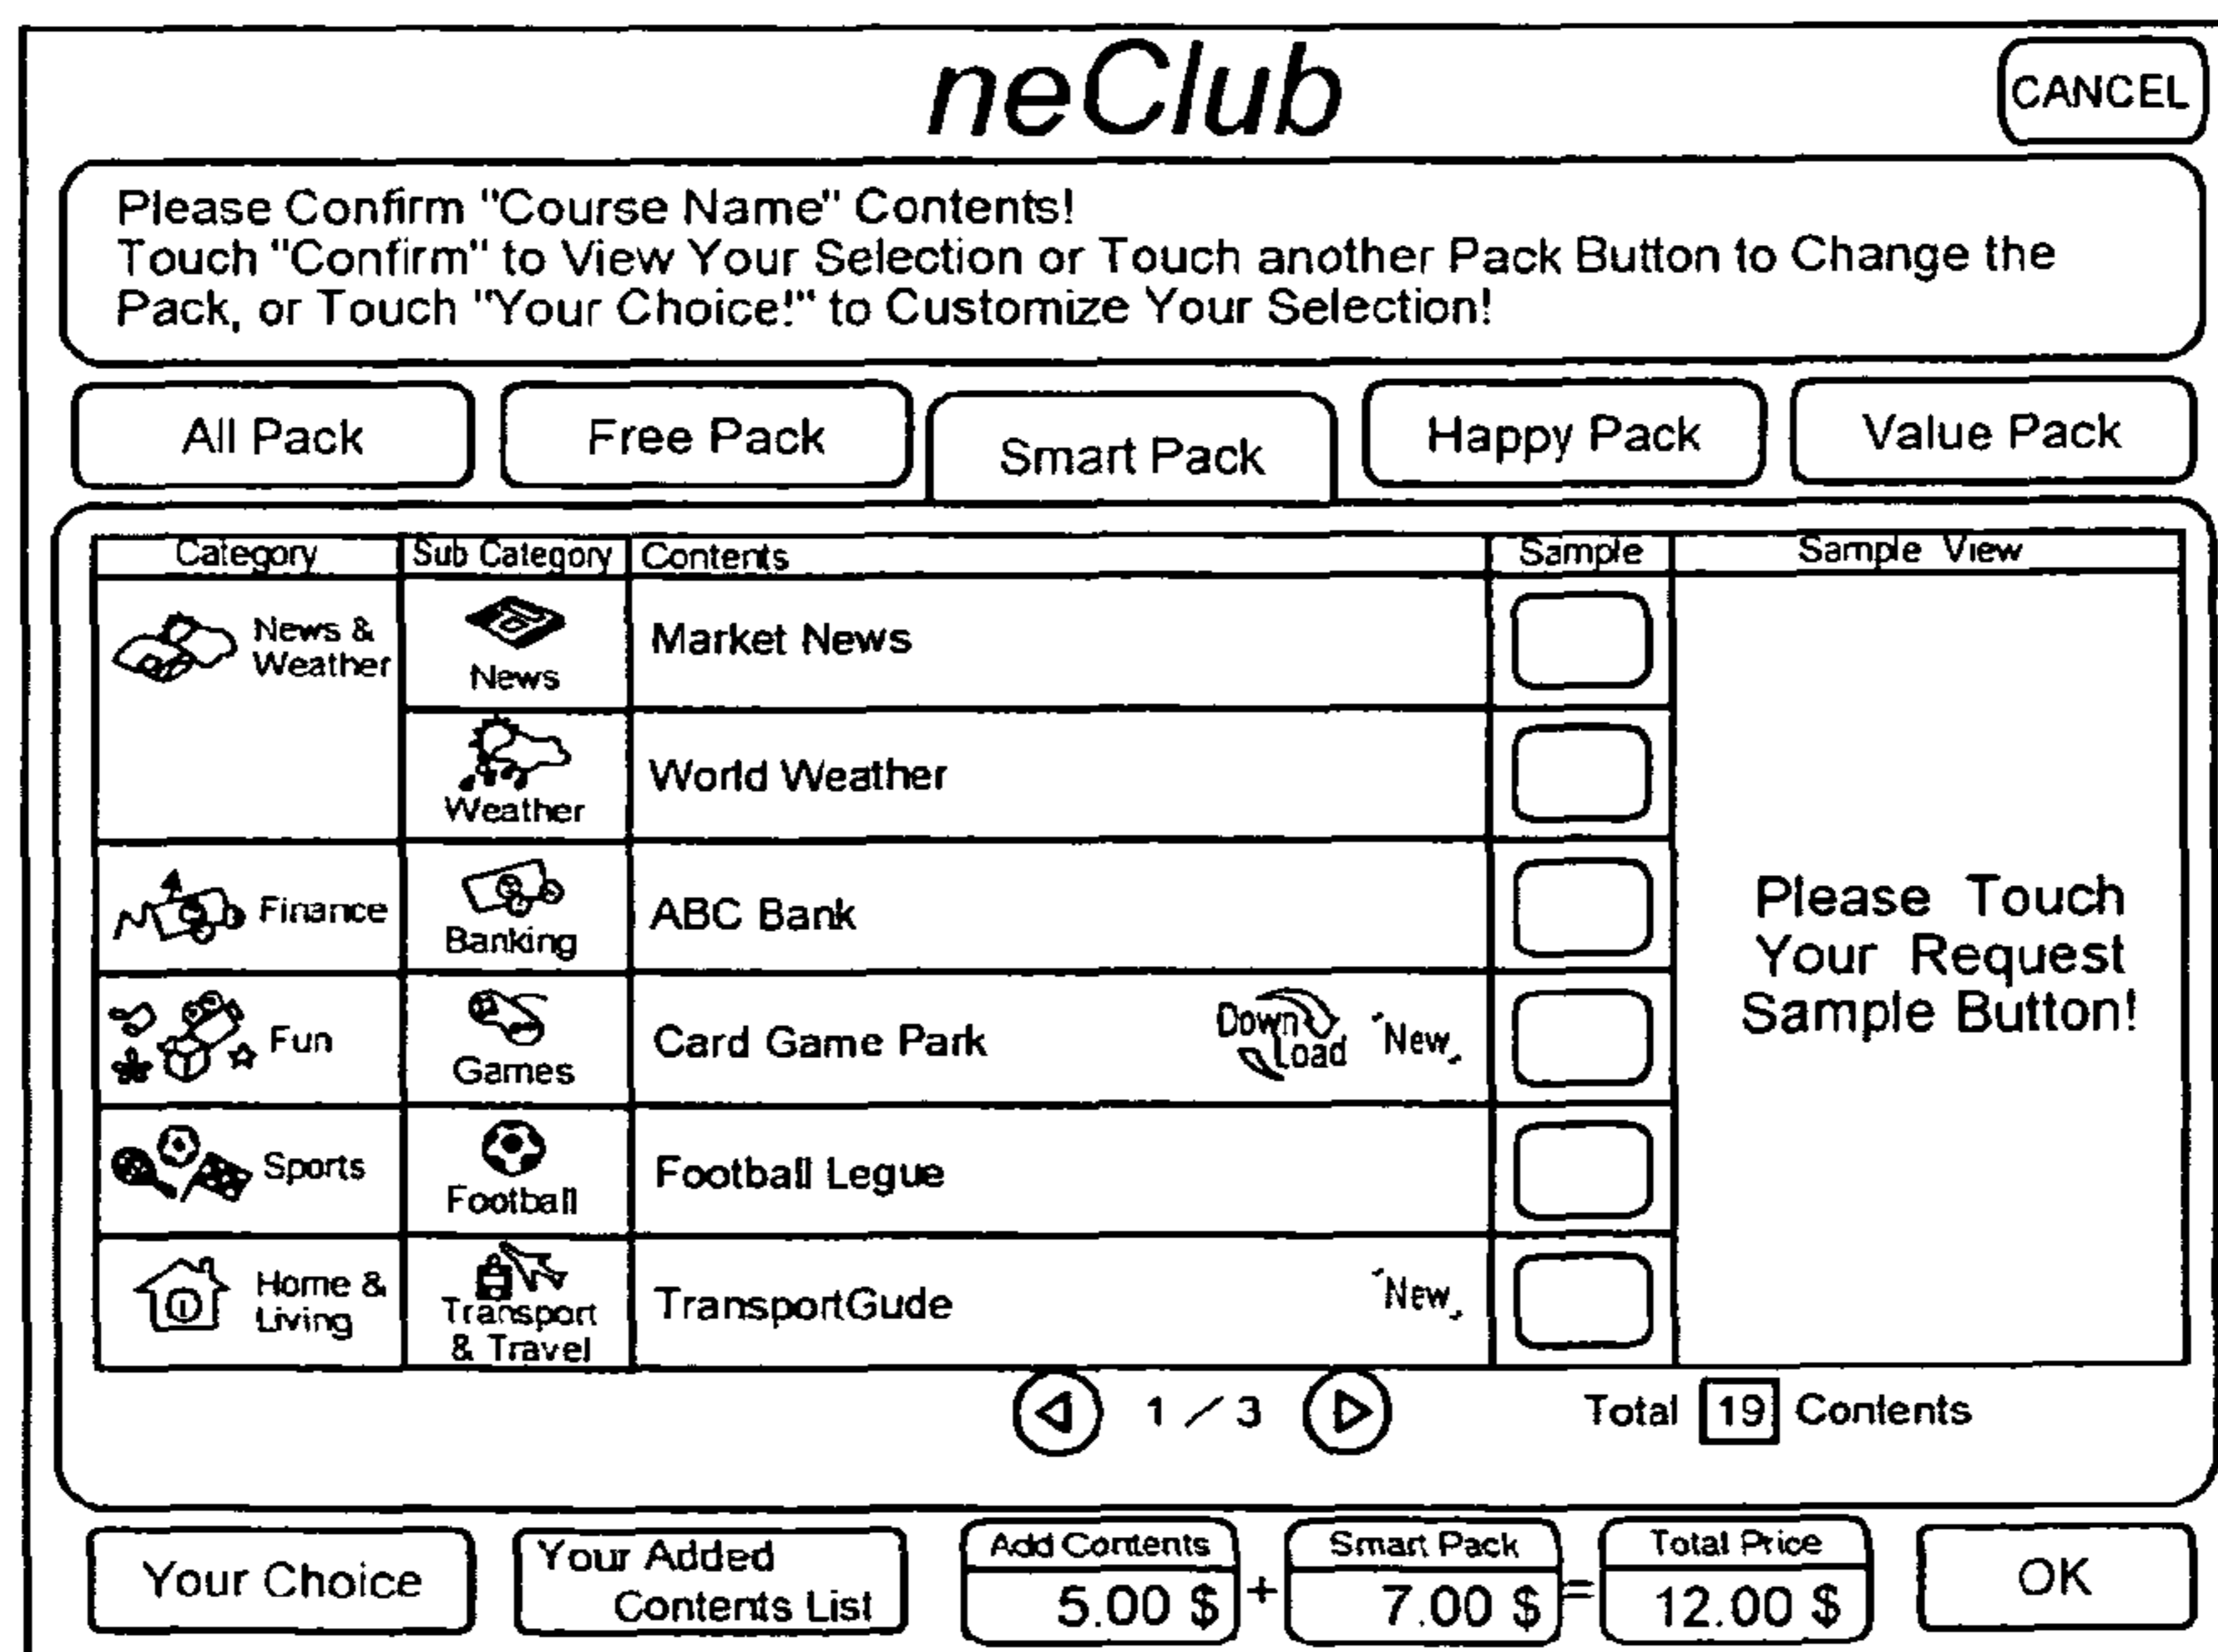 neClub
CANCEL
Please Confirm "Course Name" Contents!
Touch "Confirm" to View Your Selection or Touch another Pack Button to Change the
Pack, or Touch "Your Choice!" to Customize Your Selection!
All Pack
Free Pack
Smart Pack
Happy Pack
Value Pack
Category
Sub Category
Contents
Sample
Sample View
News &
Weather
News
Market News
Weather
World Weather
Finance
Banking
ABC Bank
Fun
Games
Card Game Park
Down
Load
New
Sports
Football
Football Legue
Home &
Living
Transport
& Travel
TransportGude
New
Please Touch
Your Request
Sample Button!
1 / 3
Total 19 Contents
Your Choice
Your Added
Contents List
Add Contents
5.00 $
+
Smart Pack
7.00 $
=
Total Price
12.00 $
OK